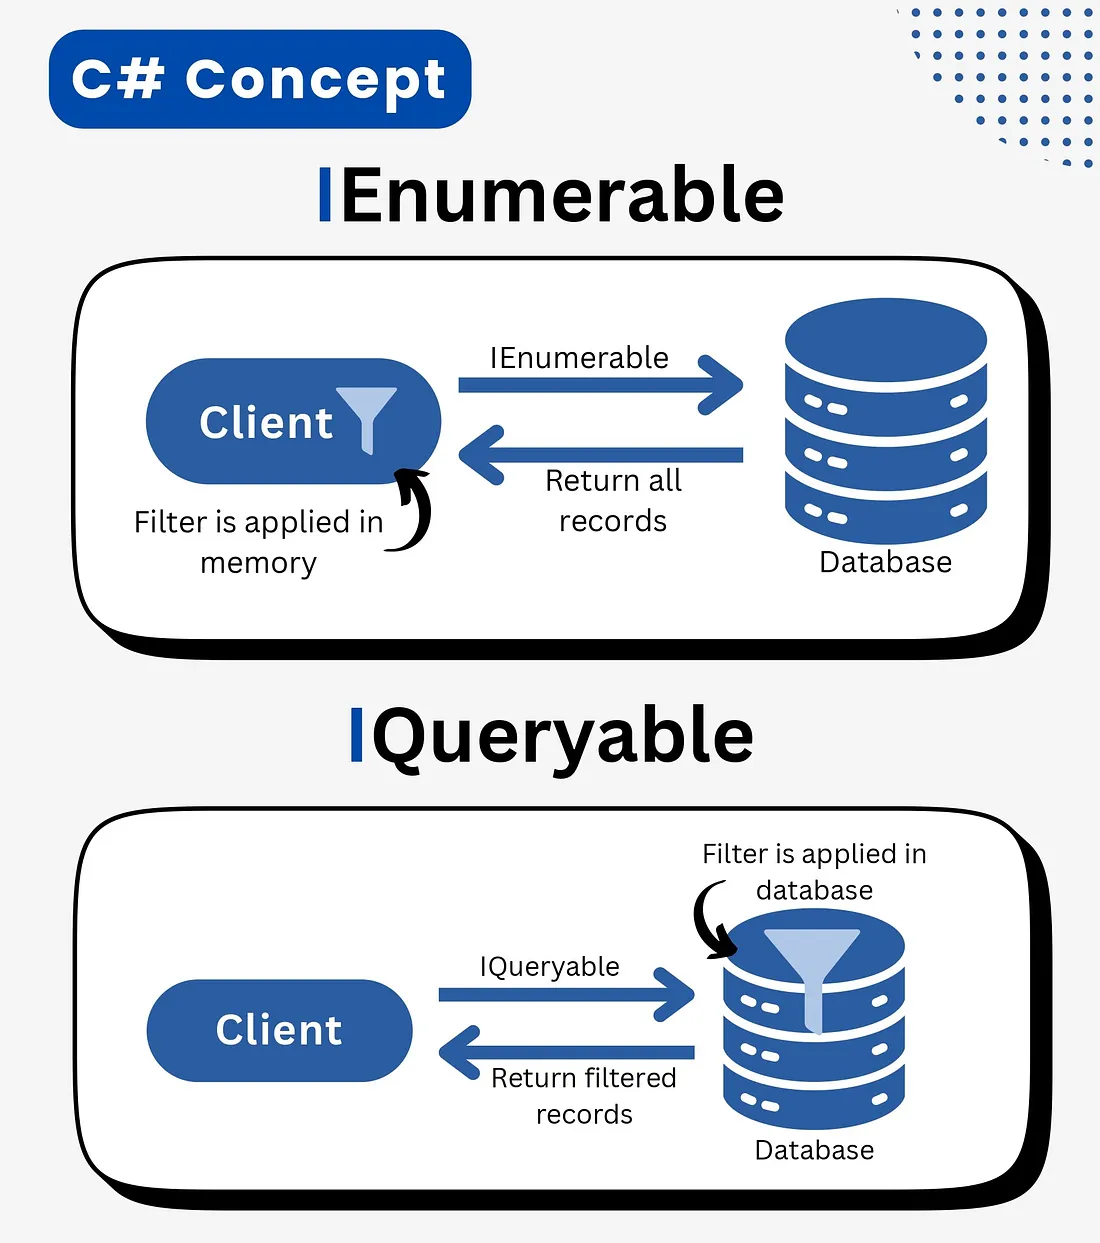 C# Concept
IEnumerable
IEnumerable
Client
Return all
records
Filter is applied in
memory
Database
IQueryable
Filter is applied in
database
IQueryable
Client
Return filtered
records
Database